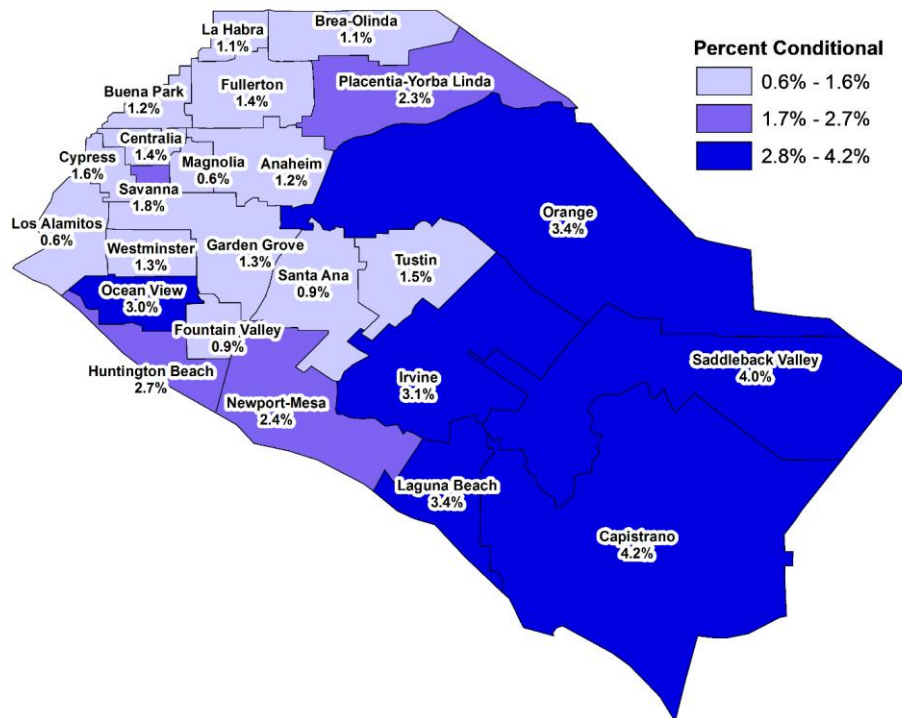 La Habra
1.1%
Brea-Olinda
1.1%
Percent Conditional
0.6% - 1.6%
1.7% - 2.7%
2.8% - 4.2%
Buena Park
1.2%
Fullerton
1.4%
Placentia-Yorba Linda
2.3%
Centralia
1.4%
Cypress
1.6%
Magnolia
0.6%
Anaheim
1.2%
Savanna
1.8%
Los Alamitos
0.6%
Orange
3.4%
Westminster
1.3%
Garden Grove
1.3%
Santa Ana
0.9%
Tustin
1.5%
Ocean View
3.0%
Fountain Valley
0.9%
Huntington Beach
2.7%
Newport-Mesa
2.4%
Irvine
3.1%
Saddleback Valley
4.0%
Laguna Beach
3.4%
Capistrano
4.2%